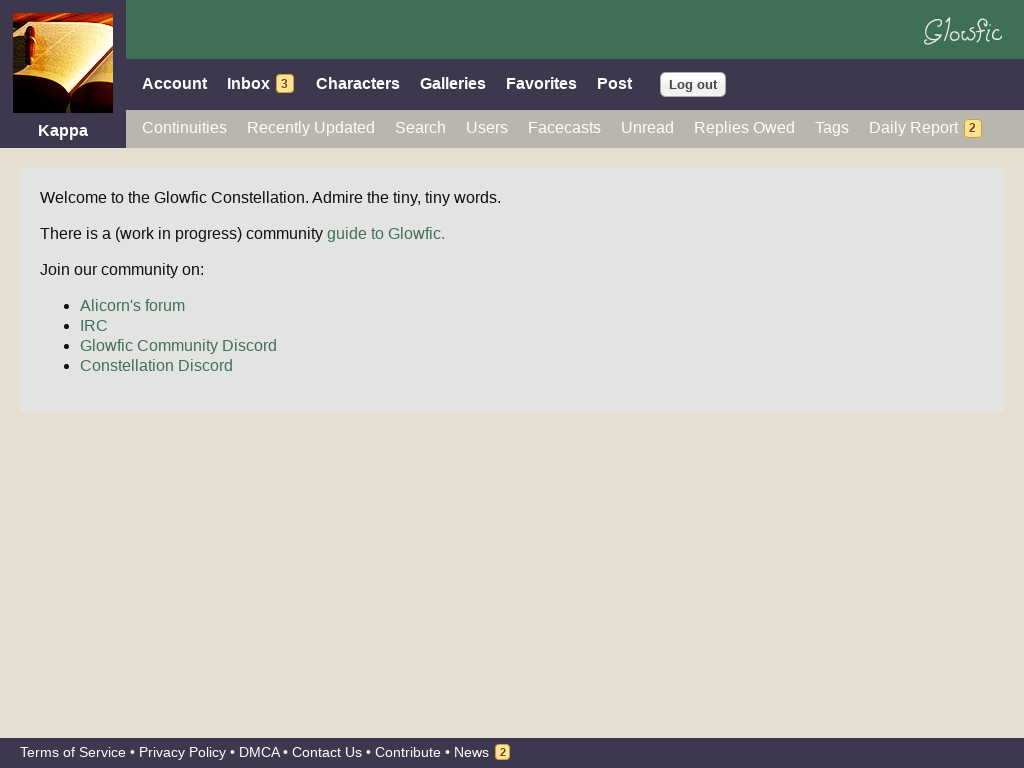 Glowfic
Account Inbox 3 Characters Galleries Favorites Post Log out
Kappa
Continuities Recently Updated Search Users Facecasts Unread Replies Owed Tags Daily Report 2
Welcome to the Glowfic Constellation. Admire the tiny, tiny words.
There is a (work in progress) community guide to Glowfic.
Join our community on:
• Alicorn's forum
• IRC
• Glowfic Community Discord
• Constellation Discord
Terms of Service • Privacy Policy • DMCA • Contact Us • Contribute • News 2